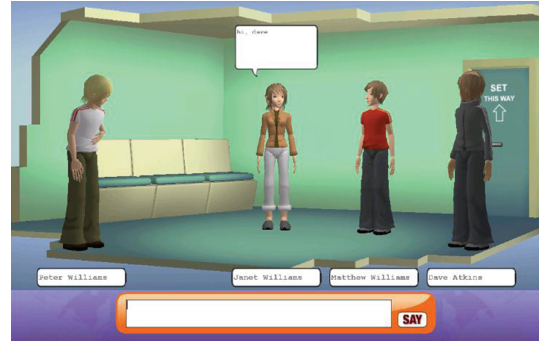 hi, dave
SET
THIS WAY
Peter Williams
Janet Williams
Matthew Williams
Dave Atkins
SAY